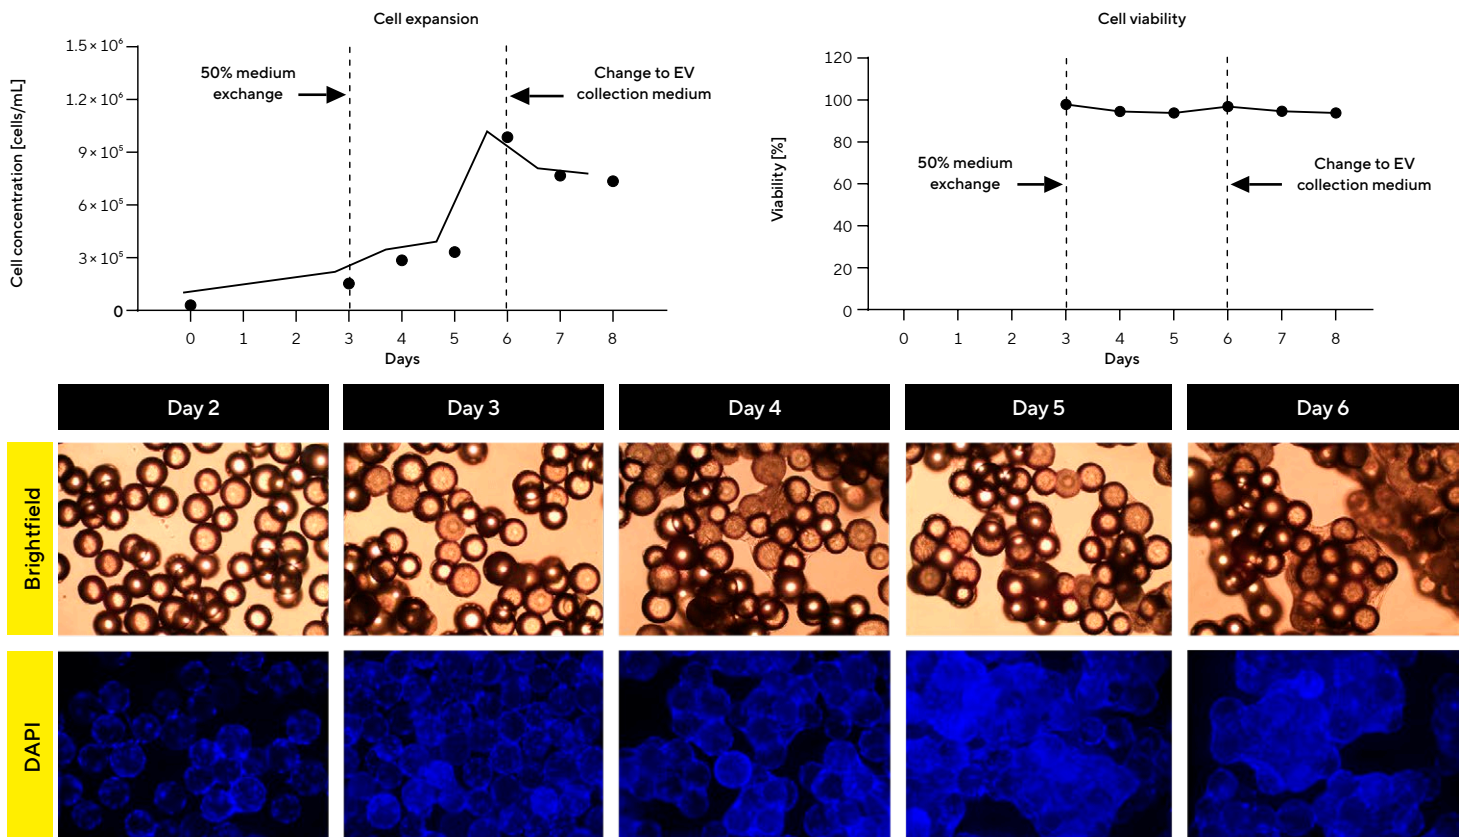 Cell expansion
Cell concentration [cells/mL]
1.5 × 10⁶
1.2 × 10⁶
9 × 10⁵
6 × 10⁵
3 × 10⁵
0
50% medium
exchange
Change to EV
collection medium
0 1 2 3 4 5 6 7 8
Days
Cell viability
Viability [%]
120
100
80
60
40
20
0
50% medium
exchange
Change to EV
collection medium
0 1 2 3 4 5 6 7 8
Days
Day 2
Day 3
Day 4
Day 5
Day 6
Brightfield
DAPI